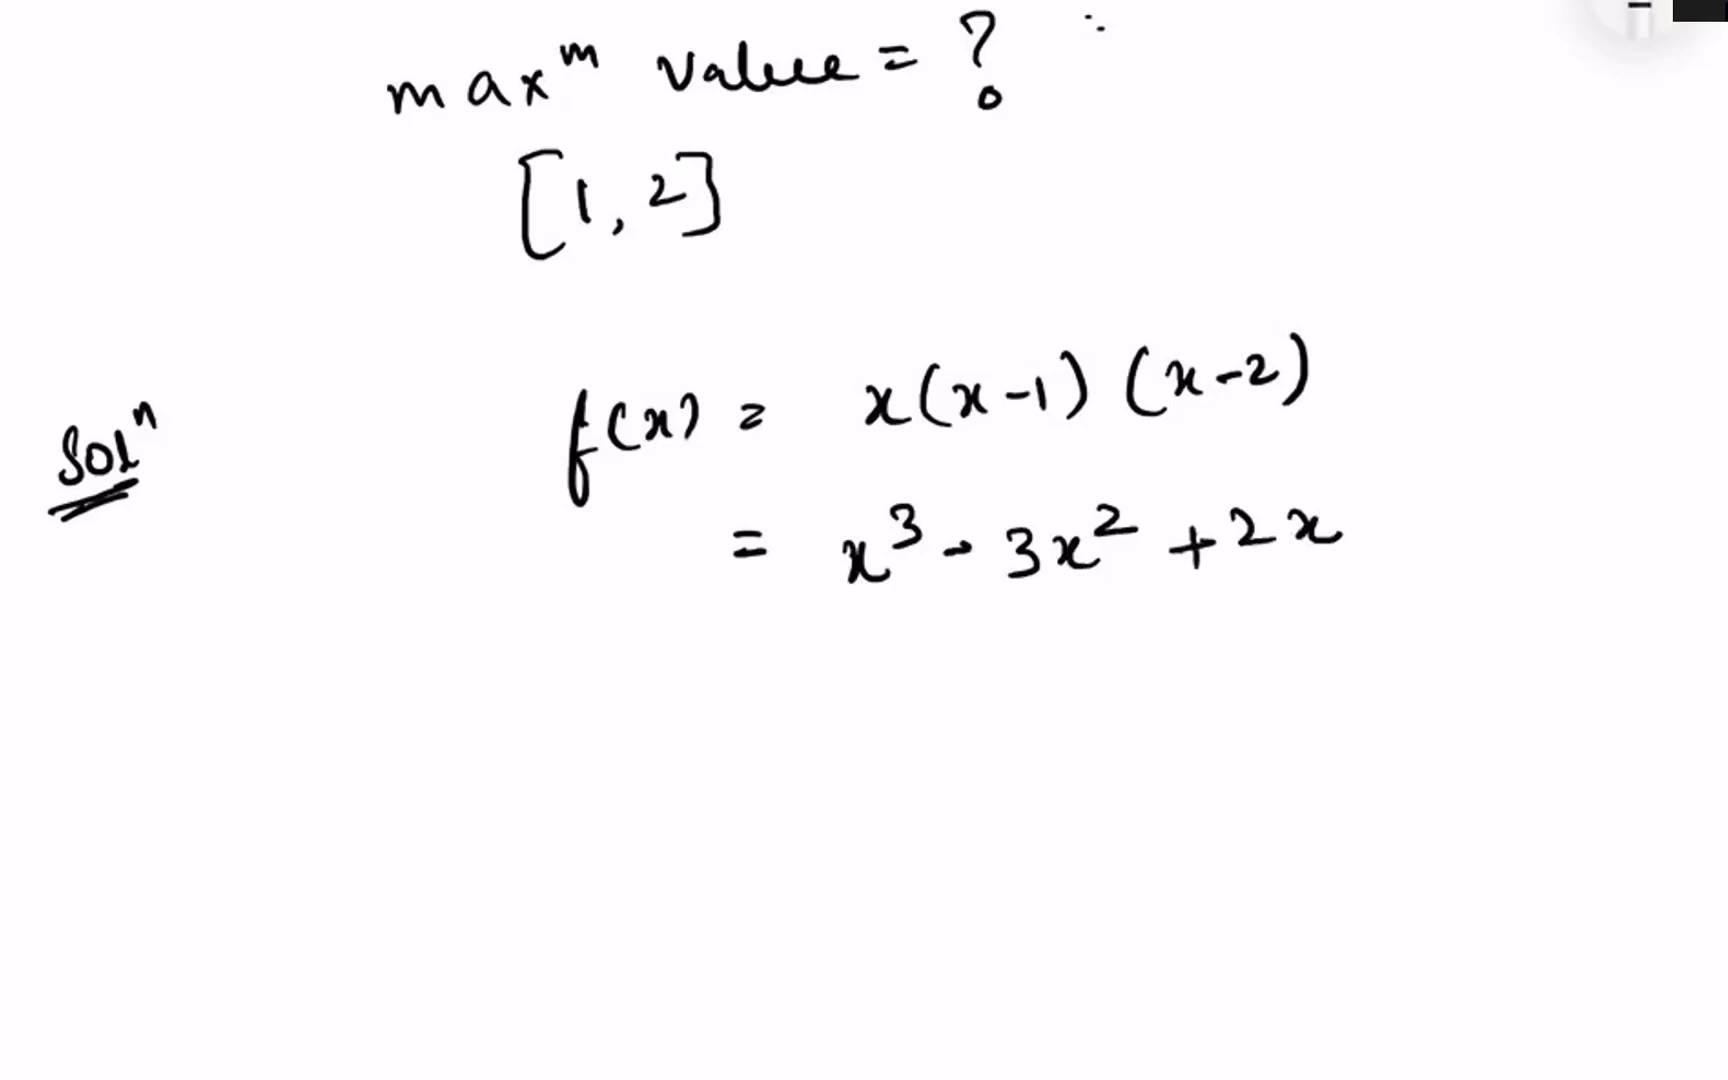 maxᵐ value = ?
[1, 2]
Solⁿ f(x) = x(x-1) (x-2)
= x³ - 3x² + 2x